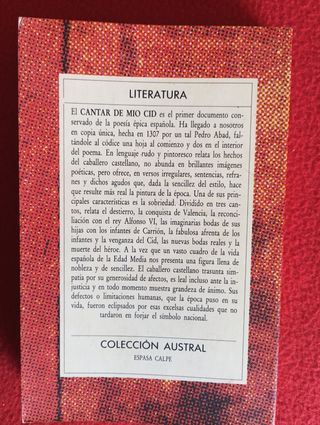 LITERATURA
El CANTAR DE MIO CID es el primer documento con-
servado de la poesía épica española. Ha llegado a nosotros
en copia única, hecha en 1307 por un tal Pedro Abad, fal-
tándole al códice una hoja al comienzo y dos en el interior
del poema. En lenguaje rudo y pintoresco relata los hechos
del caballero castellano, no abunda en brillantes imágenes
poéticas, pero ofrece, en versos irregulares, sentencias, refra-
nes y dichos agudos que, dada la sencillez del estilo, hace
que resulte más real la pintura de la época. Una de sus prin-
cipales características es la sobriedad. Dividido en tres can-
tos, relata el destierro, la conquista de Valencia, la reconci-
liación con el rey Alfonso VI, las imaginarias bodas de sus
hijas con los infantes de Carrión, la fabulosa afrenta de los
infantes y la venganza del Cid, las nuevas bodas reales y la
muerte del héroe. A la vez que un vasto cuadro de la vida
española de la Edad Media nos presenta una figura llena de
nobleza y de sencillez. El caballero castellano trasunta sim-
patía por su generosidad de afectos, es leal incluso ante la in-
justicia y en todo momento muestra grandeza de ánimo. Sus
defectos o limitaciones humanas, que la época puso en su
vida, fueron eclipsados por esas excelsas cualidades que no
tardaron en forjar el símbolo nacional.
COLECCIÓN AUSTRAL
ESPASA CALPE